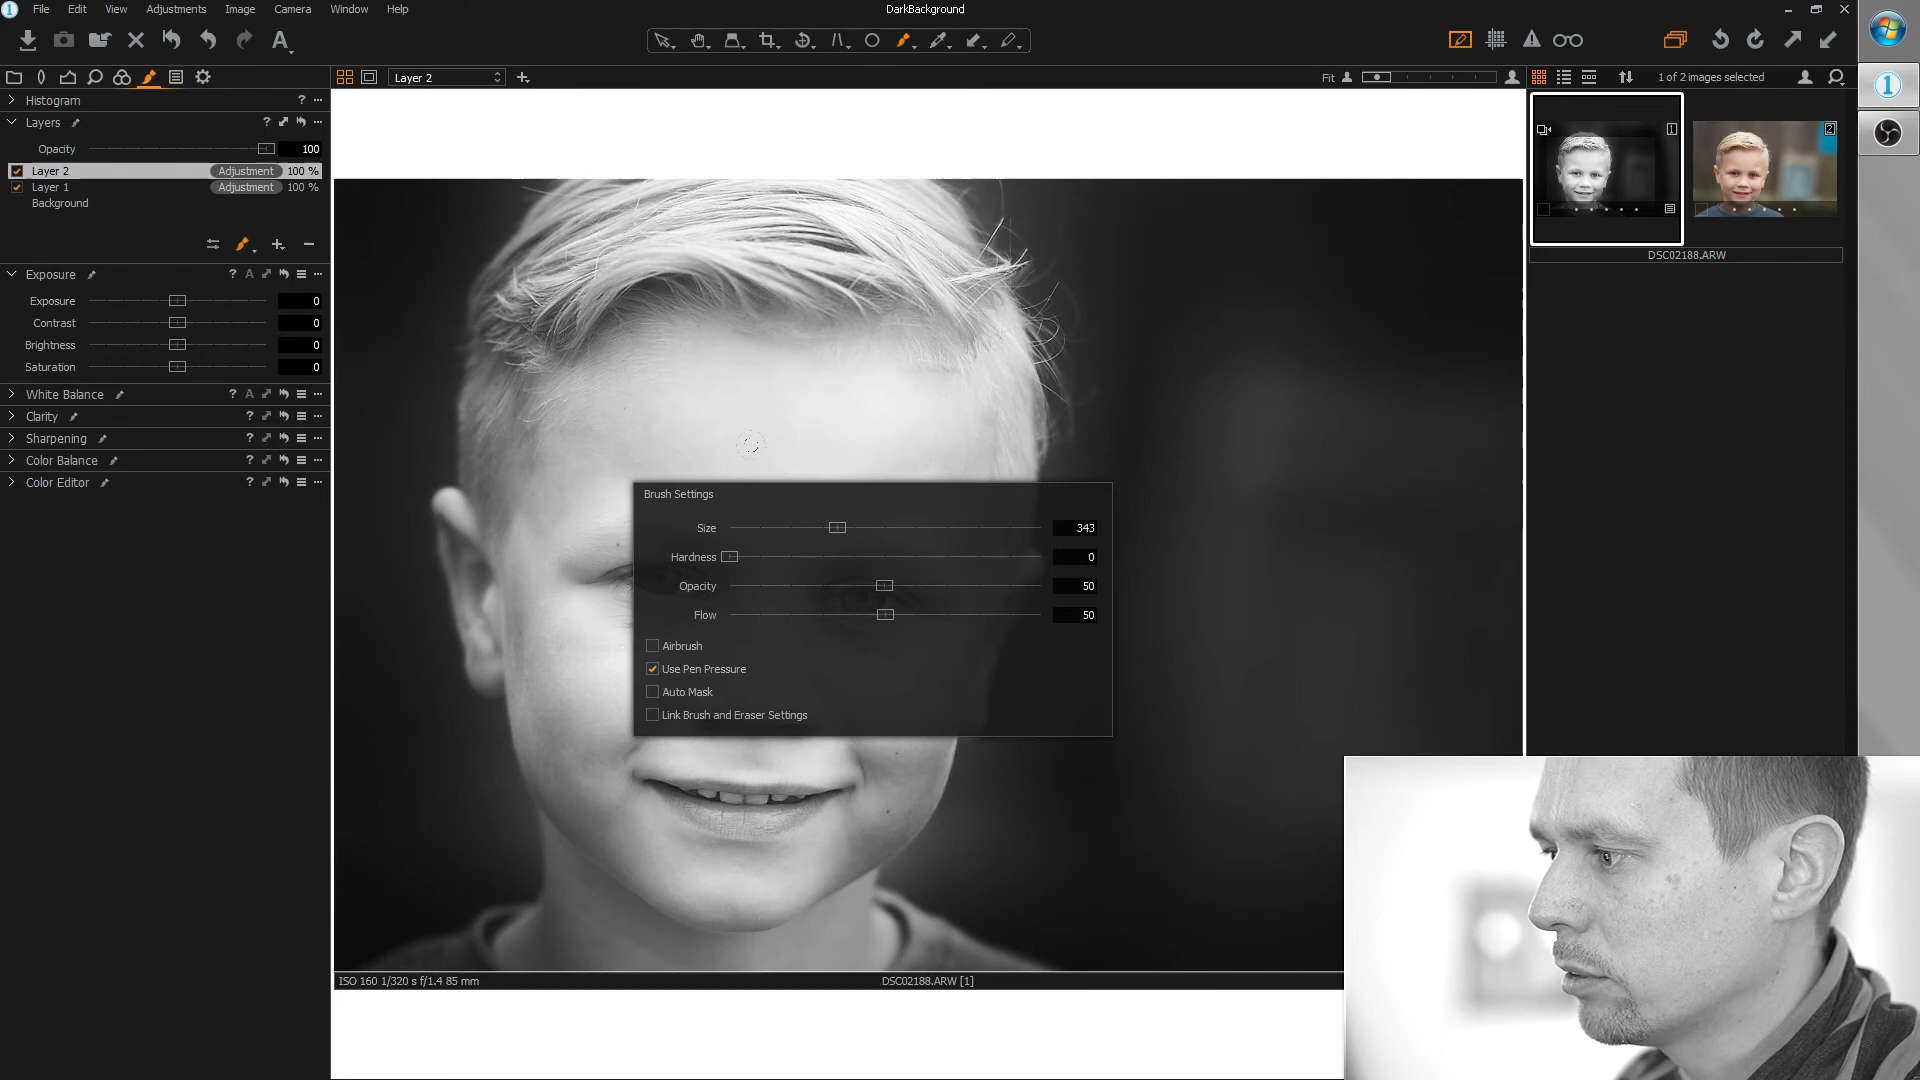 File Edit View Adjustments Image Camera Window Help
DarkBackground
Layer 2
Fit
1 of 2 images selected
Histogram
Layers
Opacity 100
Layer 2 Adjustment 100 %
Layer 1 Adjustment 100 %
Background
Exposure
Exposure 0
Contrast 0
Brightness 0
Saturation 0
White Balance
Clarity
Sharpening
Color Balance
Color Editor
Brush Settings
Size 343
Hardness 0
Opacity 50
Flow 50
Airbrush
Use Pen Pressure
Auto Mask
Link Brush and Eraser Settings
1
2
DSC02188.ARW
ISO 160 1/320 s f/1.4 85 mm
DSC02188.ARW [1]